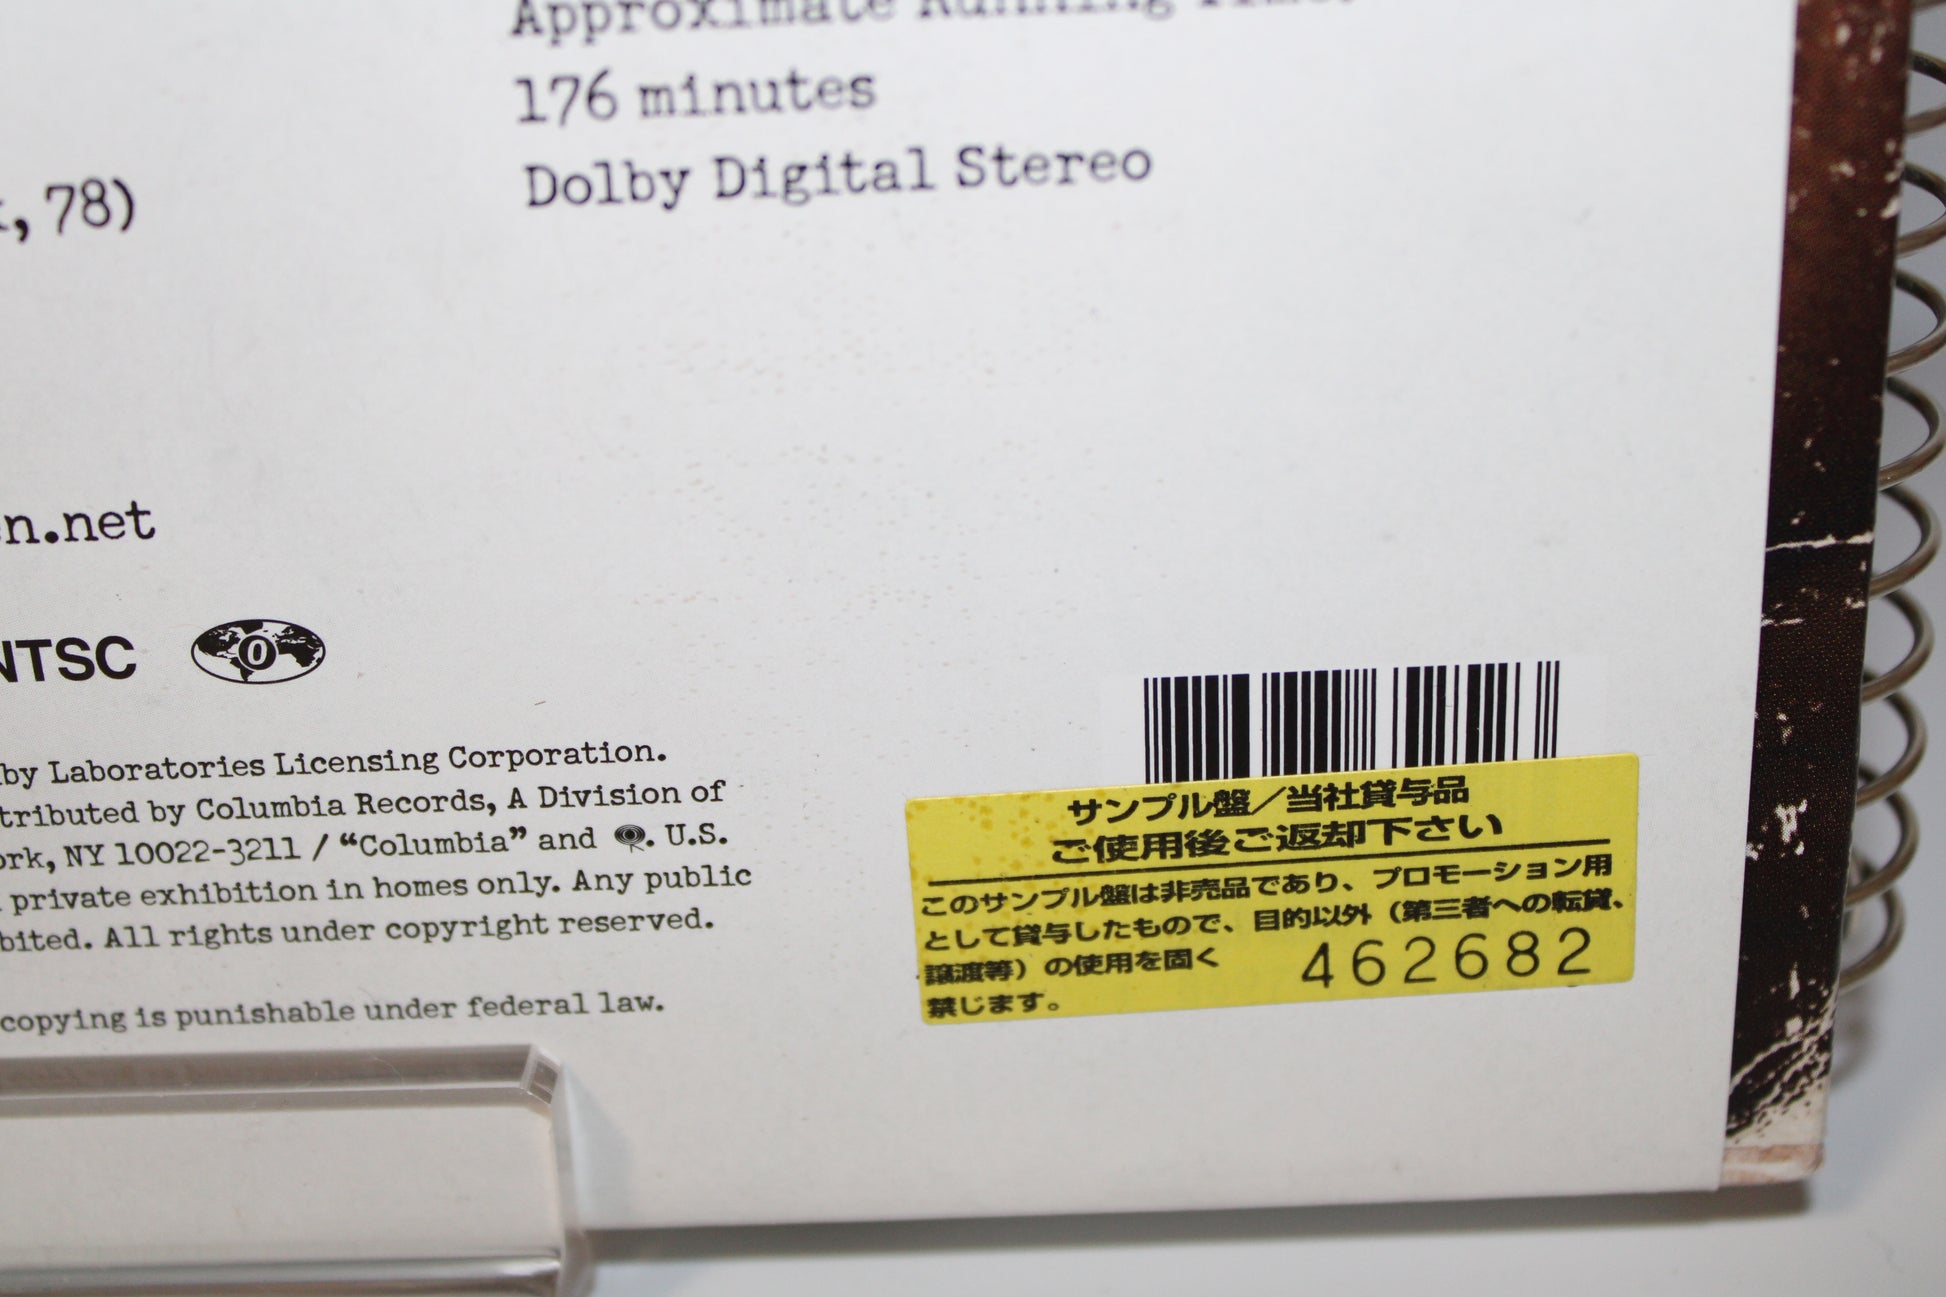 Approximate Running Time:
176 minutes
Dolby Digital Stereo
, 78)
n.net
NTSC
0
by Laboratories Licensing Corporation.
tributed by Columbia Records, A Division of
ork, NY 10022-3211 / “Columbia” and . U.S.
private exhibition in homes only. Any public
bited. All rights under copyright reserved.
copying is punishable under federal law.
サンプル盤／当社貸与品
ご使用後ご返却下さい
このサンプル盤は非売品であり、プロモーション用
として貸与したもので、目的以外（第三者への転貸、
譲渡等）の使用を固く
462682
禁じます。